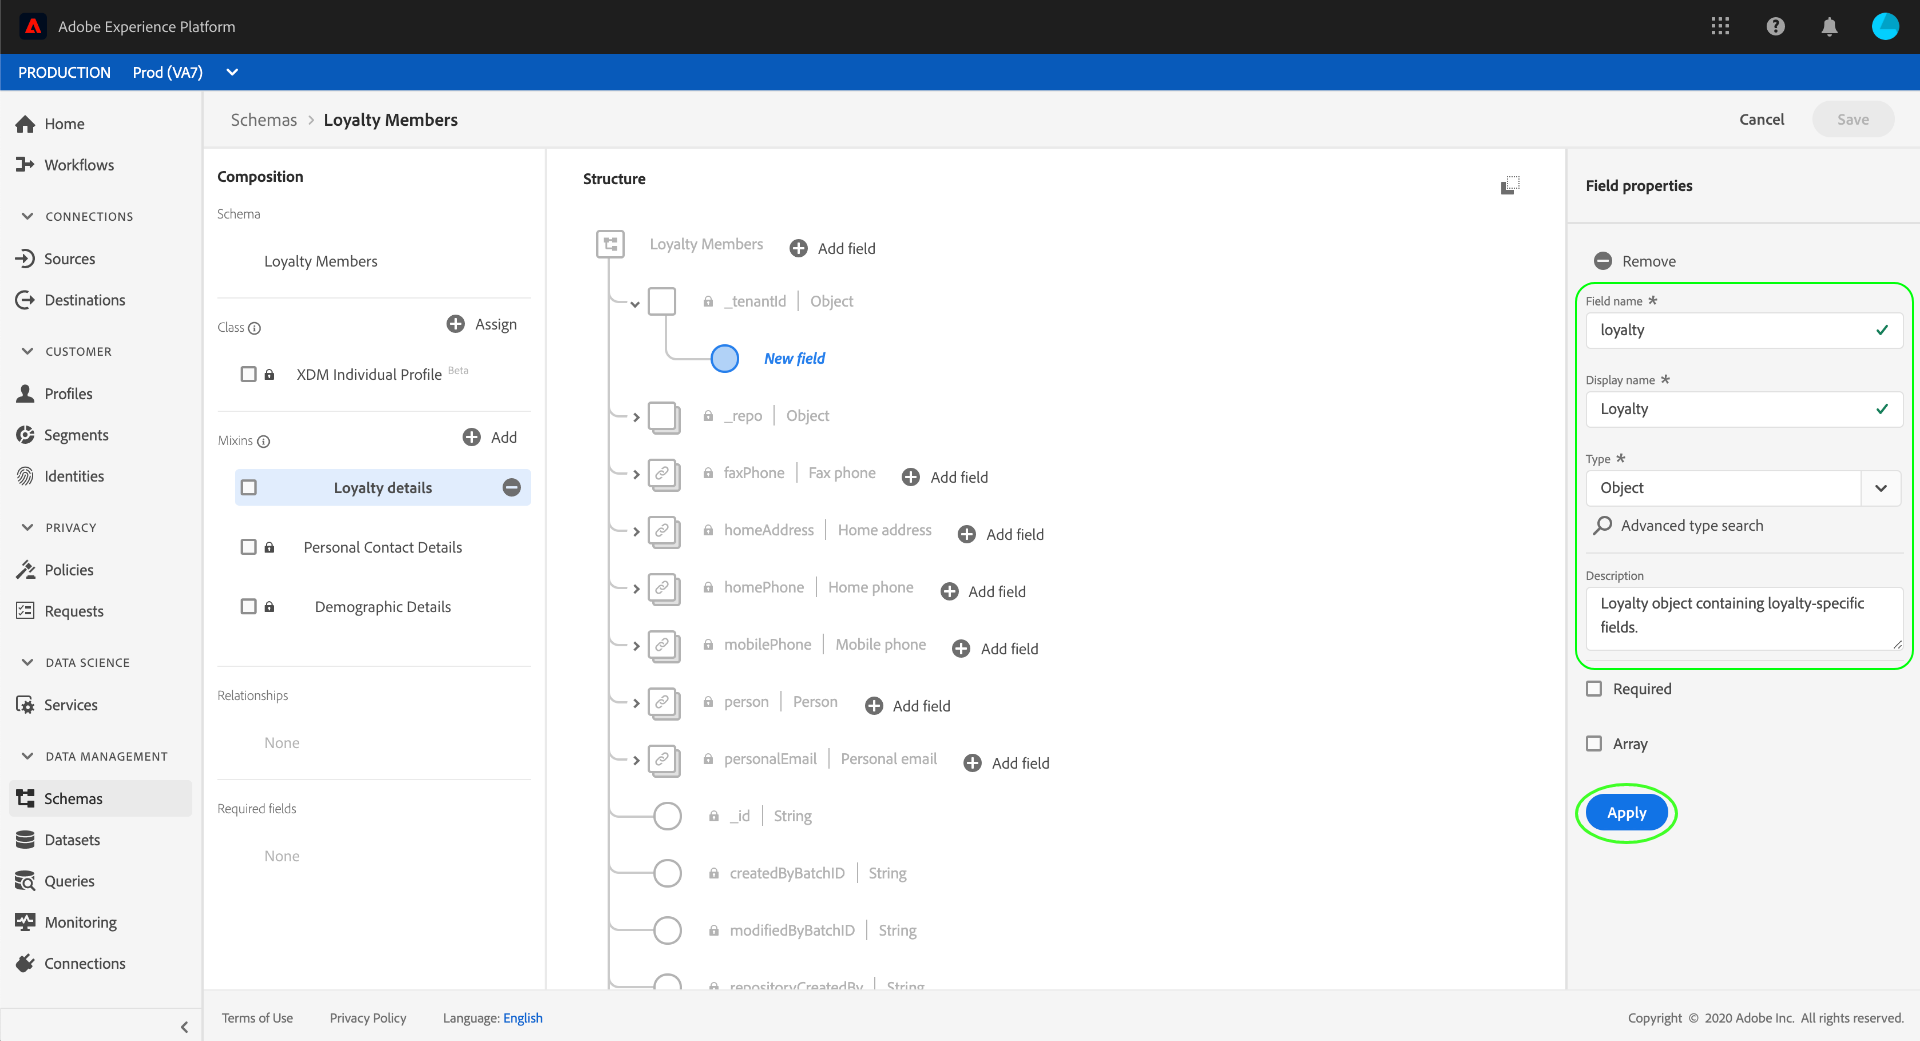 Adobe Experience Platform
PRODUCTION Prod (VA7)
Home
Workflows
CONNECTIONS
Sources
Destinations
CUSTOMER
Profiles
Segments
Identities
PRIVACY
Policies
Requests
DATA SCIENCE
Services
DATA MANAGEMENT
Schemas
Datasets
Queries
Monitoring
Connections
Schemas > Loyalty Members
Cancel Save
Composition
Schema
Loyalty Members
Class Assign
XDM Individual Profile Beta
Mixins Add
Loyalty details
Personal Contact Details
Demographic Details
Relationships
None
Required fields
None
Structure
Loyalty Members Add field
_tenantId | Object
New field
_repo | Object
faxPhone | Fax phone Add field
homeAddress | Home address Add field
homePhone | Home phone Add field
mobilePhone | Mobile phone Add field
person | Person Add field
personalEmail | Personal email Add field
_id | String
createdByBatchID | String
modifiedByBatchID | String
repositoryCreatedBy | String
Field properties
Remove
Field name *
loyalty
Display name *
Loyalty
Type *
Object
Advanced type search
Description
Loyalty object containing loyalty-specific
fields.
Required
Array
Apply
Terms of Use Privacy Policy Language: English
Copyright © 2020 Adobe Inc. All rights reserved.